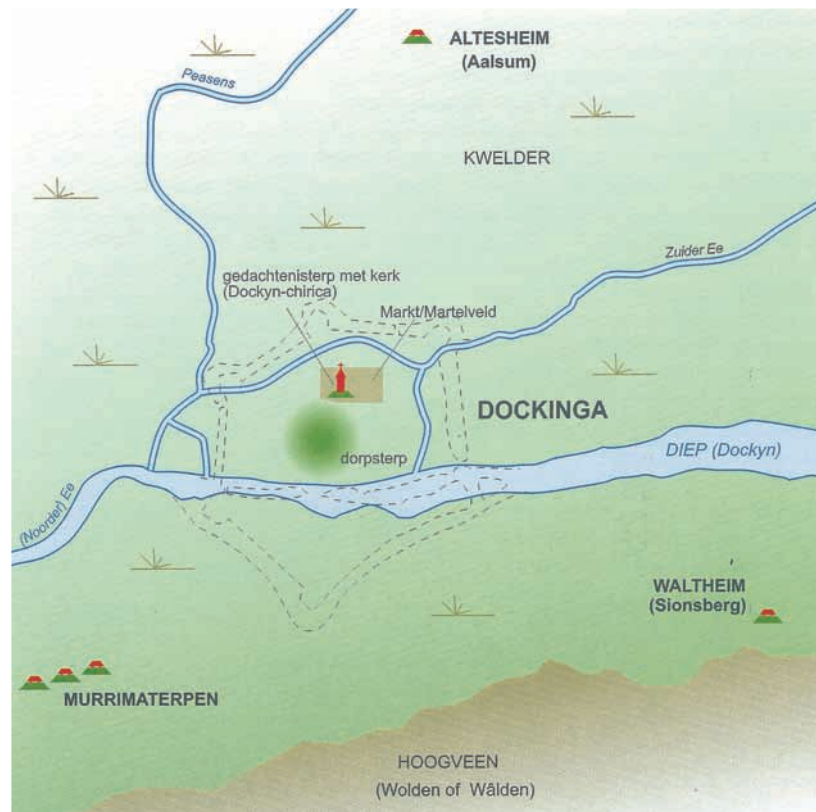 ALTESHEIM
(Aalsum)
Peasens
KWELDER
Zuider Ee
gedachtenisterp met kerk
(Dockyn-chirica)
Markt/Martelveld
DOCKINGA
dorpsterp
DIEP (Dockyn)
(Noorder) Ee
WALTHEIM
(Sionsberg)
MURRIMATERPEN
HOOGVEEN
(Wolden of Wâlden)